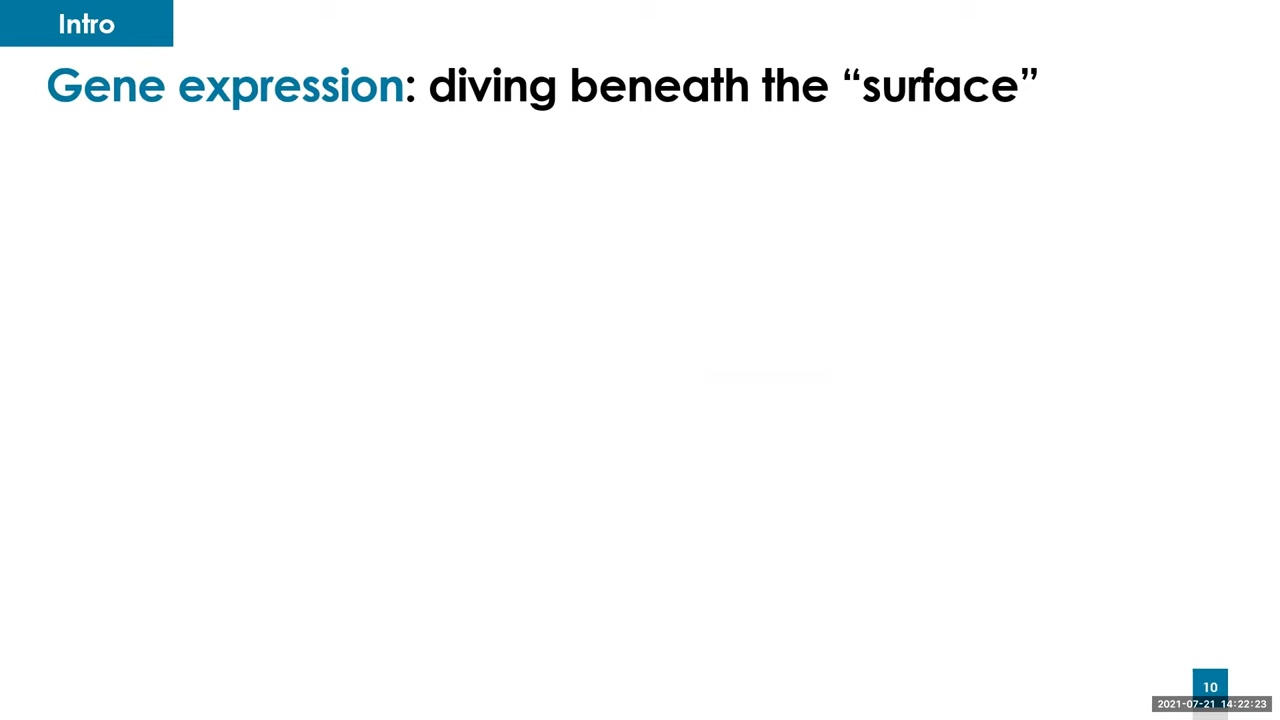 Intro
Gene expression: diving beneath the “surface”
10
2021-07-21 14:22:23